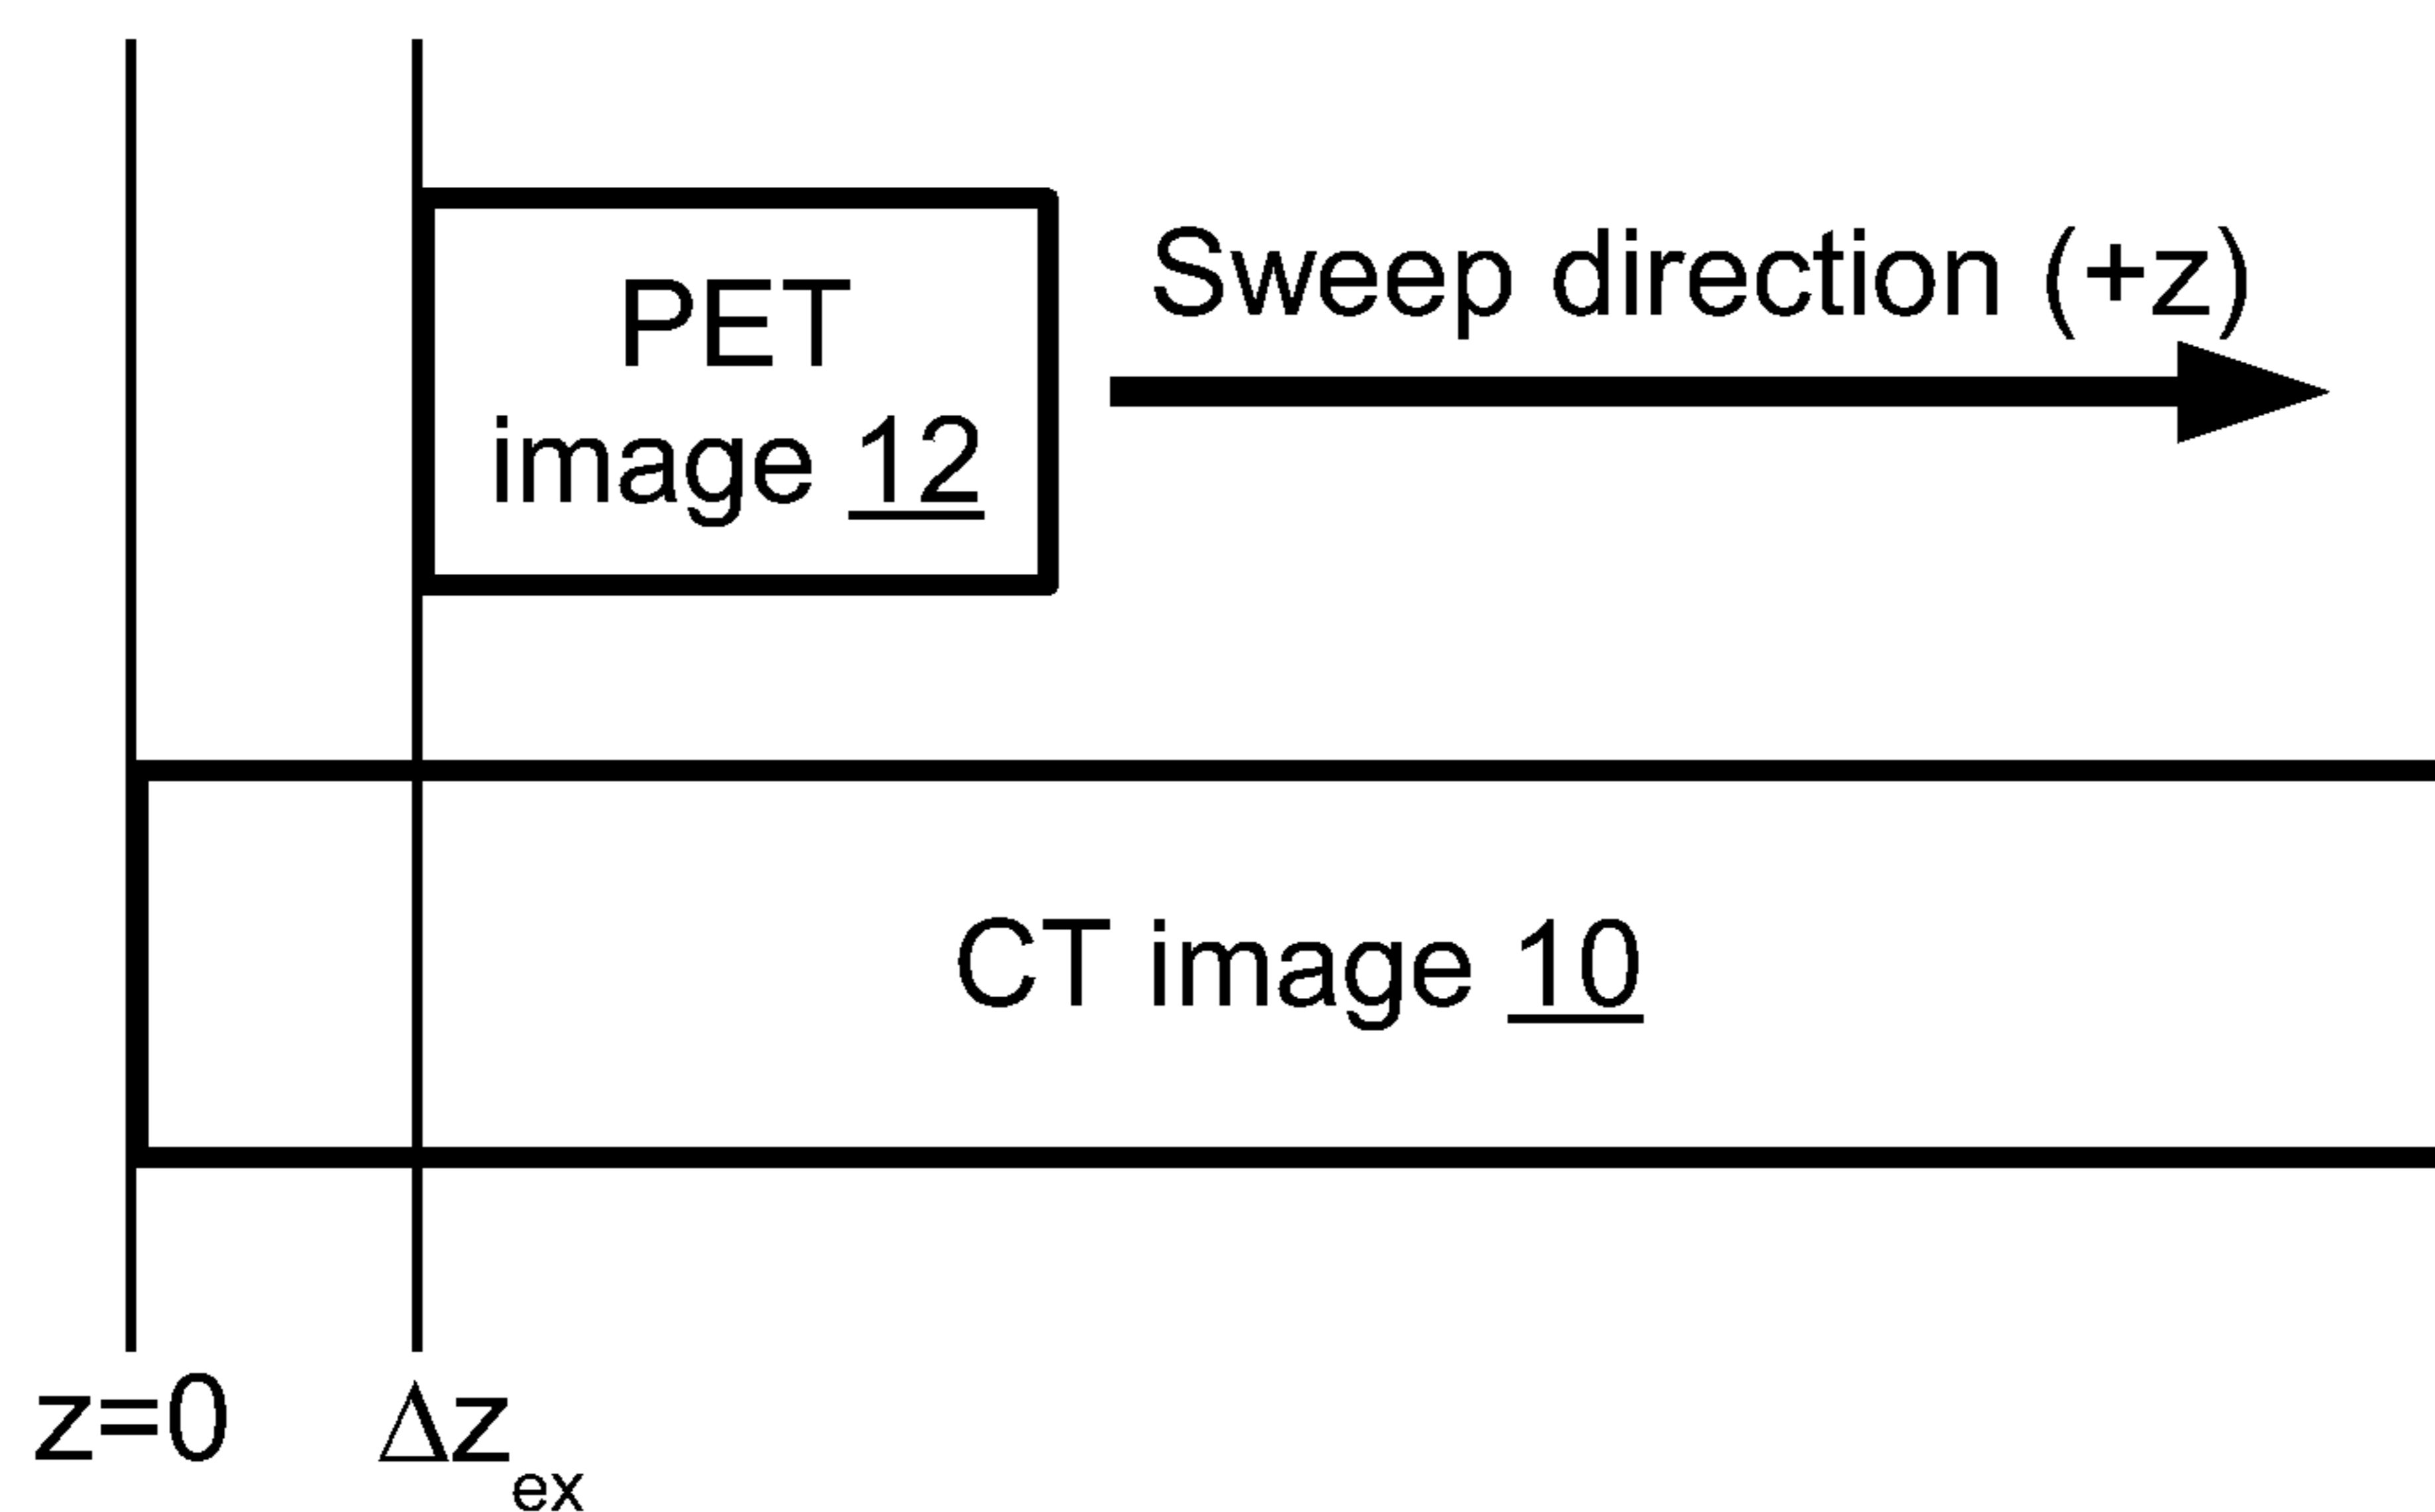 PET
image 12
Sweep direction (+z)
CT image 10
z=0
Δzex